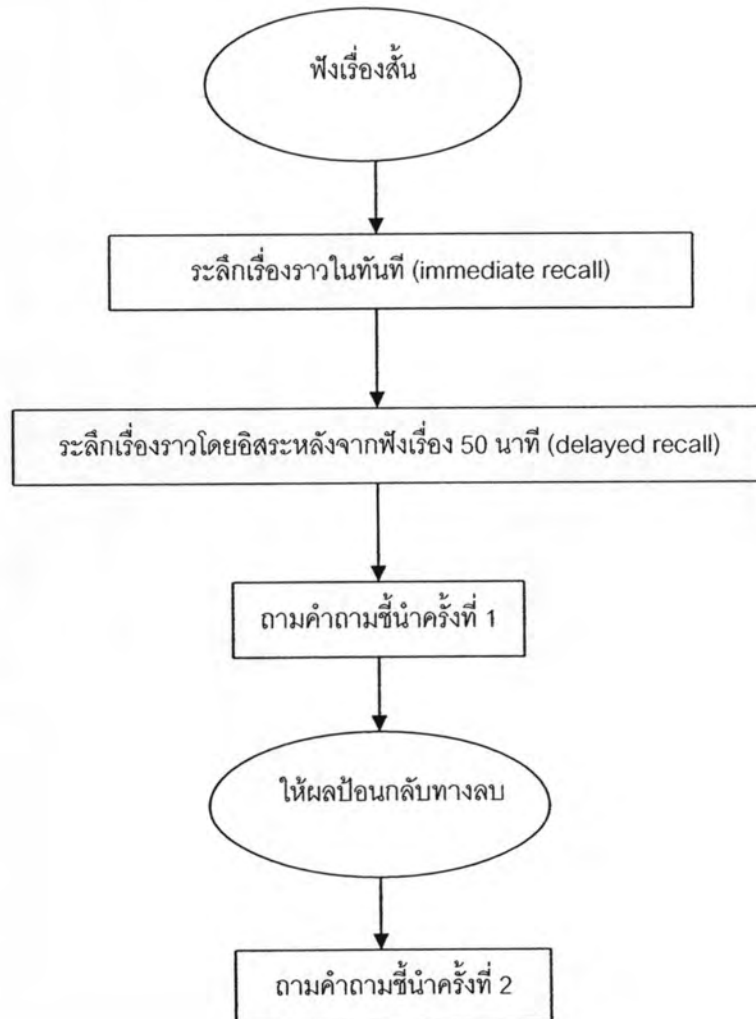 ฟังเรื่องสั้น
ระลึกเรื่องราวในทันที (immediate recall)
ระลึกเรื่องราวโดยอิสระหลังจากฟังเรื่อง 50 นาที (delayed recall)
ถามคำถามชี้นำครั้งที่ 1
ให้ผลป้อนกลับทางลบ
ถามคำถามชี้นำครั้งที่ 2